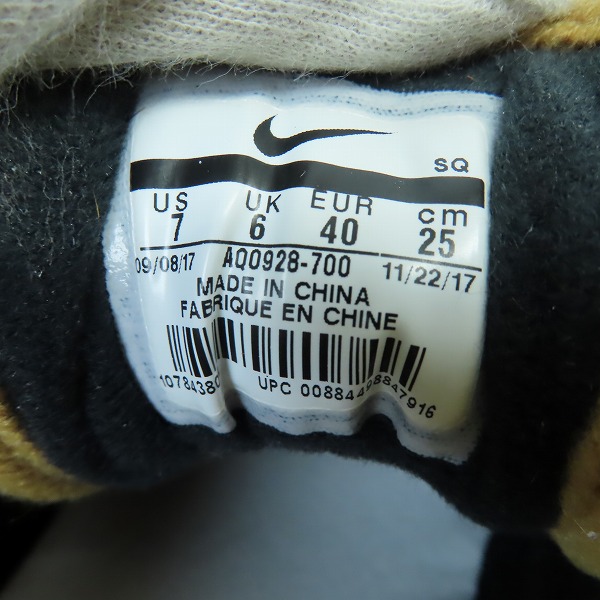 SQ
US UK EUR cm
7 6 40 25
09/08/17 AQ0928-700 11/22/17
MADE IN CHINA
FABRIQUE EN CHINE
UPC